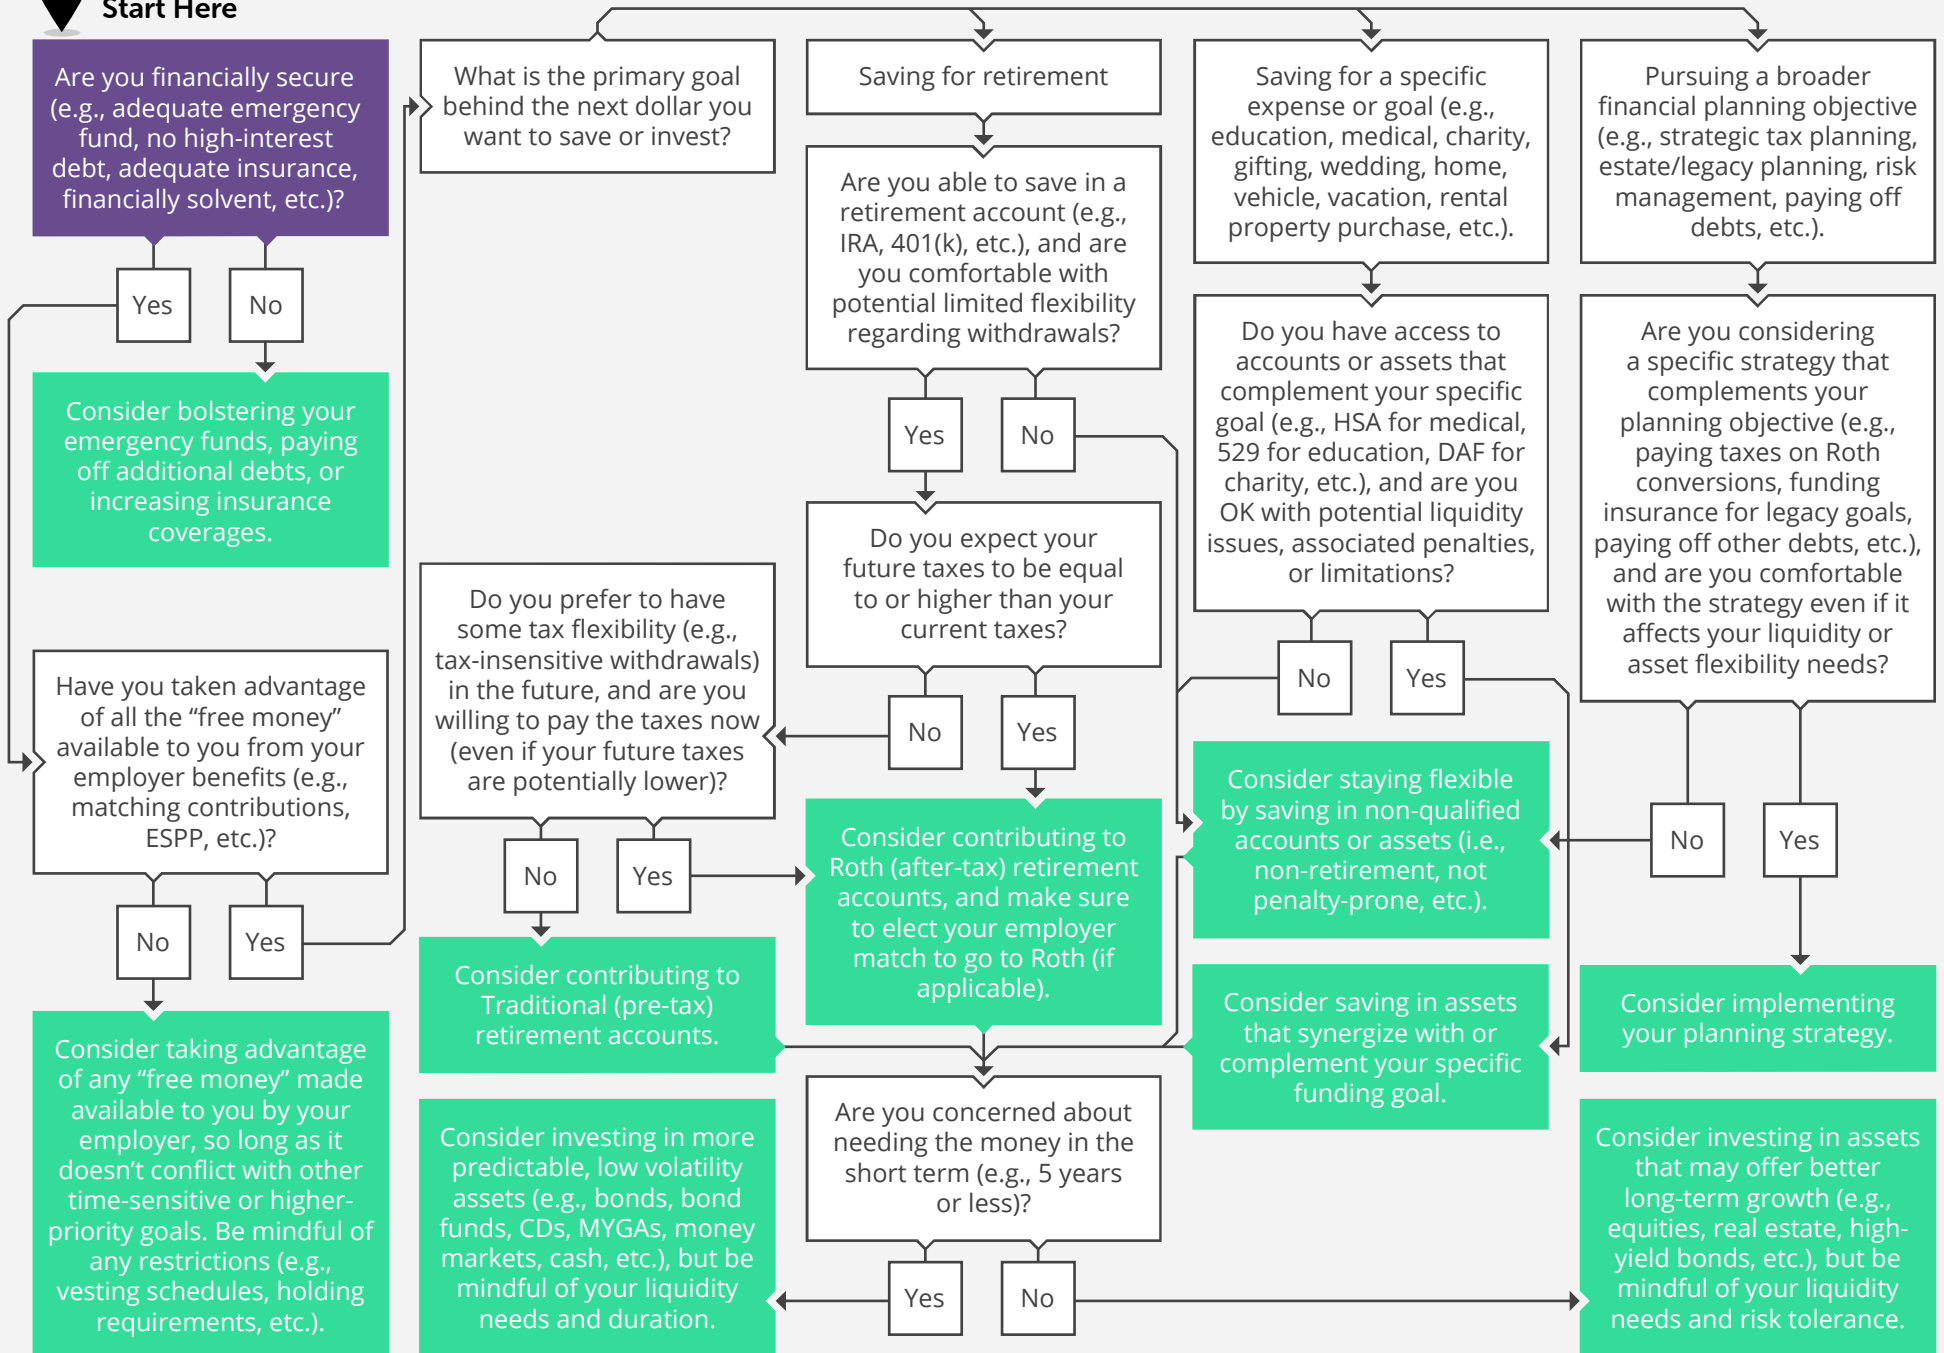 Start Here
Are you financially secure
(e.g., adequate emergency
fund, no high-interest
debt, adequate insurance,
financially solvent, etc.)?
Yes
No
Consider bolstering your
emergency funds, paying
off additional debts, or
increasing insurance
coverages.
Have you taken advantage
of all the “free money”
available to you from your
employer benefits (e.g.,
matching contributions,
ESPP, etc.)?
No
Yes
Consider taking advantage
of any “free money” made
available to you by your
employer, so long as it
doesn’t conflict with other
time-sensitive or higher-
priority goals. Be mindful of
any restrictions (e.g.,
vesting schedules, holding
requirements, etc.).
What is the primary goal
behind the next dollar you
want to save or invest?
Saving for retirement
Are you able to save in a
retirement account (e.g.,
IRA, 401(k), etc.), and are
you comfortable with
potential limited flexibility
regarding withdrawals?
Yes
No
Do you expect your
future taxes to be equal
to or higher than your
current taxes?
No
Yes
Do you prefer to have
some tax flexibility (e.g.,
tax-insensitive withdrawals)
in the future, and are you
willing to pay the taxes now
(even if your future taxes
are potentially lower)?
No
Yes
Consider contributing to
Traditional (pre-tax)
retirement accounts.
Consider contributing to
Roth (after-tax) retirement
accounts, and make sure
to elect your employer
match to go to Roth (if
applicable).
Saving for a specific
expense or goal (e.g.,
education, medical, charity,
gifting, wedding, home,
vehicle, vacation, rental
property purchase, etc.).
Do you have access to
accounts or assets that
complement your specific
goal (e.g., HSA for medical,
529 for education, DAF for
charity, etc.), and are you
OK with potential liquidity
issues, associated penalties,
or limitations?
No
Yes
Consider staying flexible
by saving in non-qualified
accounts or assets (i.e.,
non-retirement, not
penalty-prone, etc.).
Consider saving in assets
that synergize with or
complement your specific
funding goal.
Pursuing a broader
financial planning objective
(e.g., strategic tax planning,
estate/legacy planning, risk
management, paying off
debts, etc.).
Are you considering
a specific strategy that
complements your
planning objective (e.g.,
paying taxes on Roth
conversions, funding
insurance for legacy goals,
paying off other debts, etc.),
and are you comfortable
with the strategy even if it
affects your liquidity or
asset flexibility needs?
No
Yes
Consider implementing
your planning strategy.
Are you concerned about
needing the money in the
short term (e.g., 5 years
or less)?
Yes
No
Consider investing in more
predictable, low volatility
assets (e.g., bonds, bond
funds, CDs, MYGAs, money
markets, cash, etc.), but be
mindful of your liquidity
needs and duration.
Consider investing in assets
that may offer better
long-term growth (e.g.,
equities, real estate, high-
yield bonds, etc.), but be
mindful of your liquidity
needs and risk tolerance.